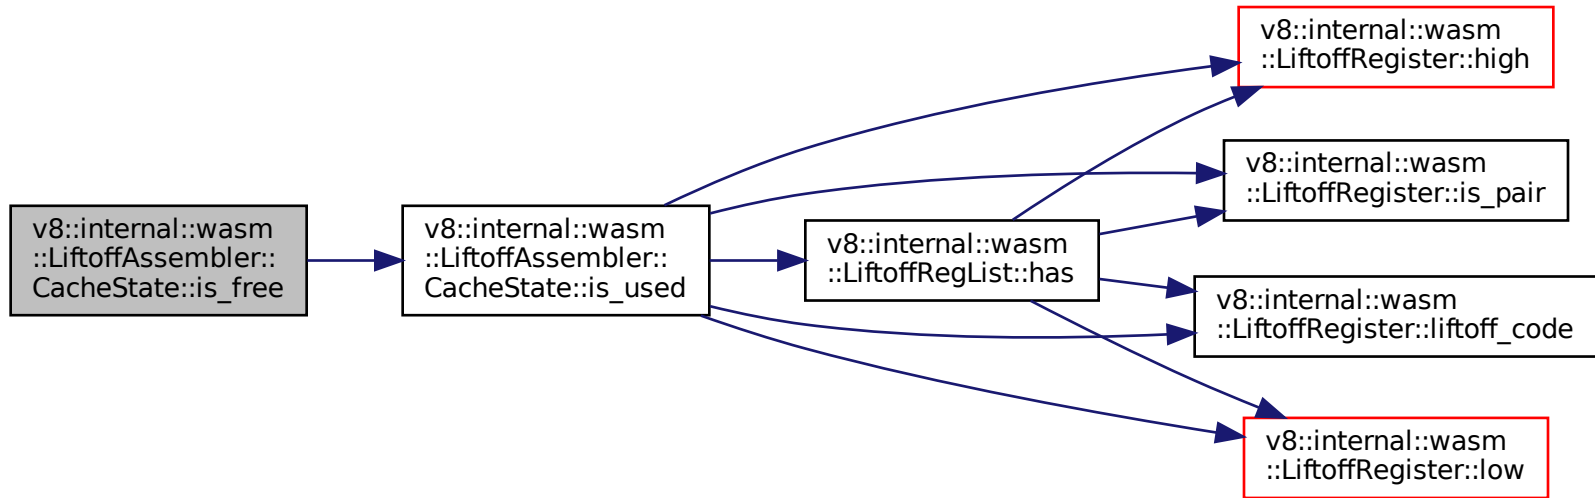 v8::internal::wasm
::LiftoffAssembler::
CacheState::is_free
v8::internal::wasm
::LiftoffAssembler::
CacheState::is_used
v8::internal::wasm
::LiftoffRegList::has
v8::internal::wasm
::LiftoffRegister::high
v8::internal::wasm
::LiftoffRegister::is_pair
v8::internal::wasm
::LiftoffRegister::liftoff_code
v8::internal::wasm
::LiftoffRegister::low